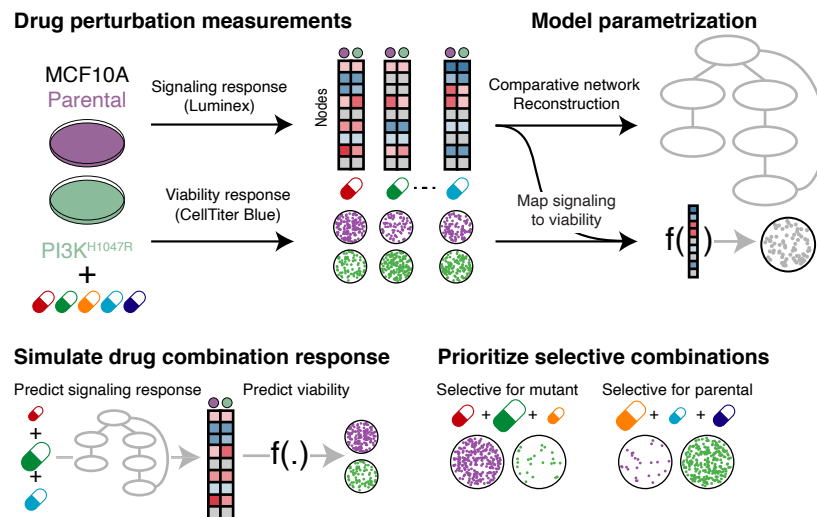 Drug perturbation measurements
Model parametrization
MCF10A
Parental
Signaling response
(Luminex)
Nodes
Comparative network
Reconstruction
Viability response
(CellTiter Blue)
Map signaling
to viability
PI3K^H1047R
+
f( )
Simulate drug combination response
Prioritize selective combinations
Predict signaling response
Predict viability
Selective for mutant
Selective for parental
+ +
+ +
+
+
f(.)